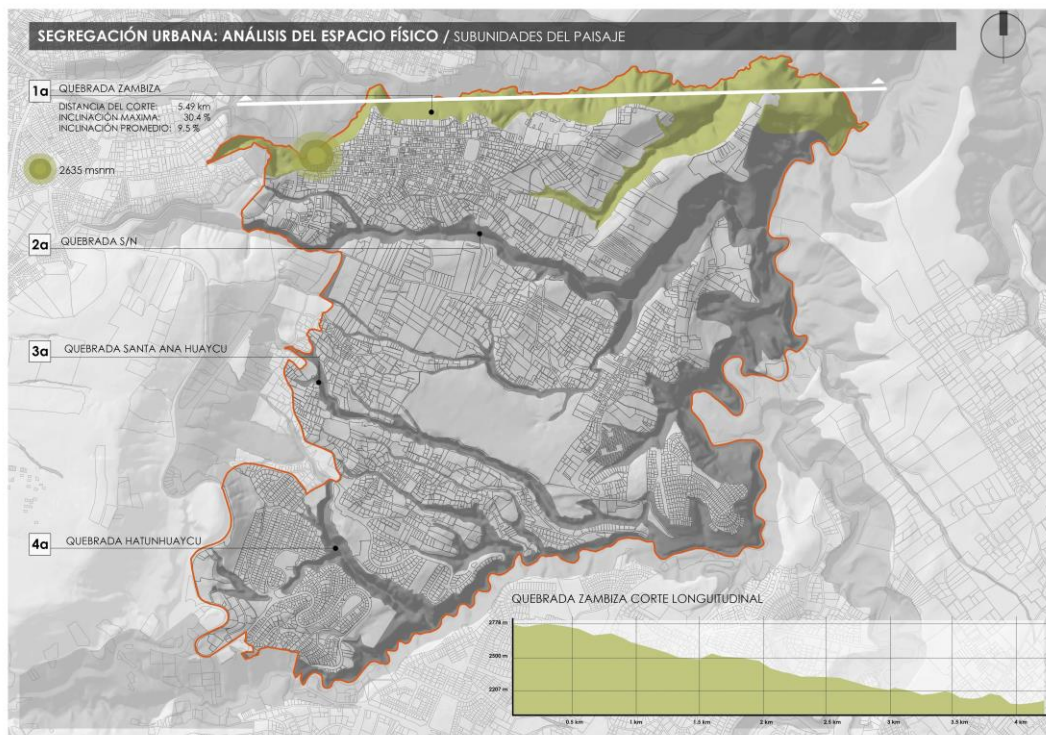 SEGREGACIÓN URBANA: ANÁLISIS DEL ESPACIO FÍSICO / SUBUNIDADES DEL PAISAJE
1a QUEBRADA ZAMBIZA
DISTANCIA DEL CORTE: 5.49 km
INCLINACIÓN MAXIMA: 30.4 %
INCLINACIÓN PROMEDIO: 9.5 %
2635 msnm
2a QUEBRADA S/N
3a QUEBRADA SANTA ANA HUAYCU
4a QUEBRADA HATUNHUAYCU
QUEBRADA ZAMBIZA CORTE LONGUITUDINAL
2776 m
2500 m
2207 m
0.5 km 1 km 1.5 km 2 km 2.5 km 3 km 3.5 km 4 km